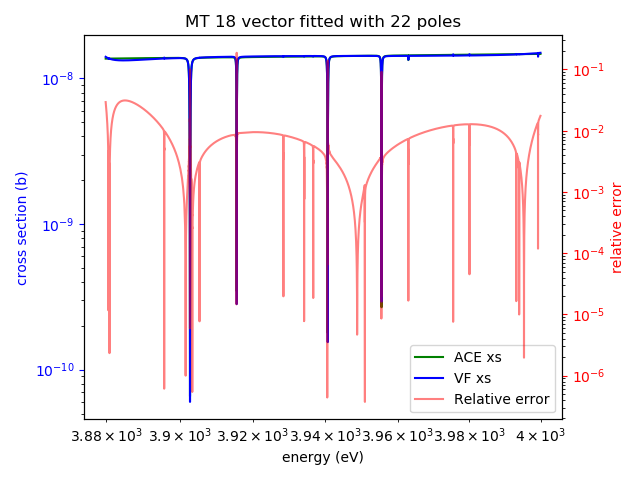 MT 18 vector fitted with 22 poles
cross section (b)
10⁻⁸
10⁻⁹
10⁻¹⁰
10⁻¹
10⁻²
10⁻³
10⁻⁴
10⁻⁵
10⁻⁶
relative error
ACE xs
VF xs
Relative error
3.88 × 10³ 3.9 × 10³ 3.92 × 10³ 3.94 × 10³ 3.96 × 10³ 3.98 × 10³ 4 × 10³
energy (eV)